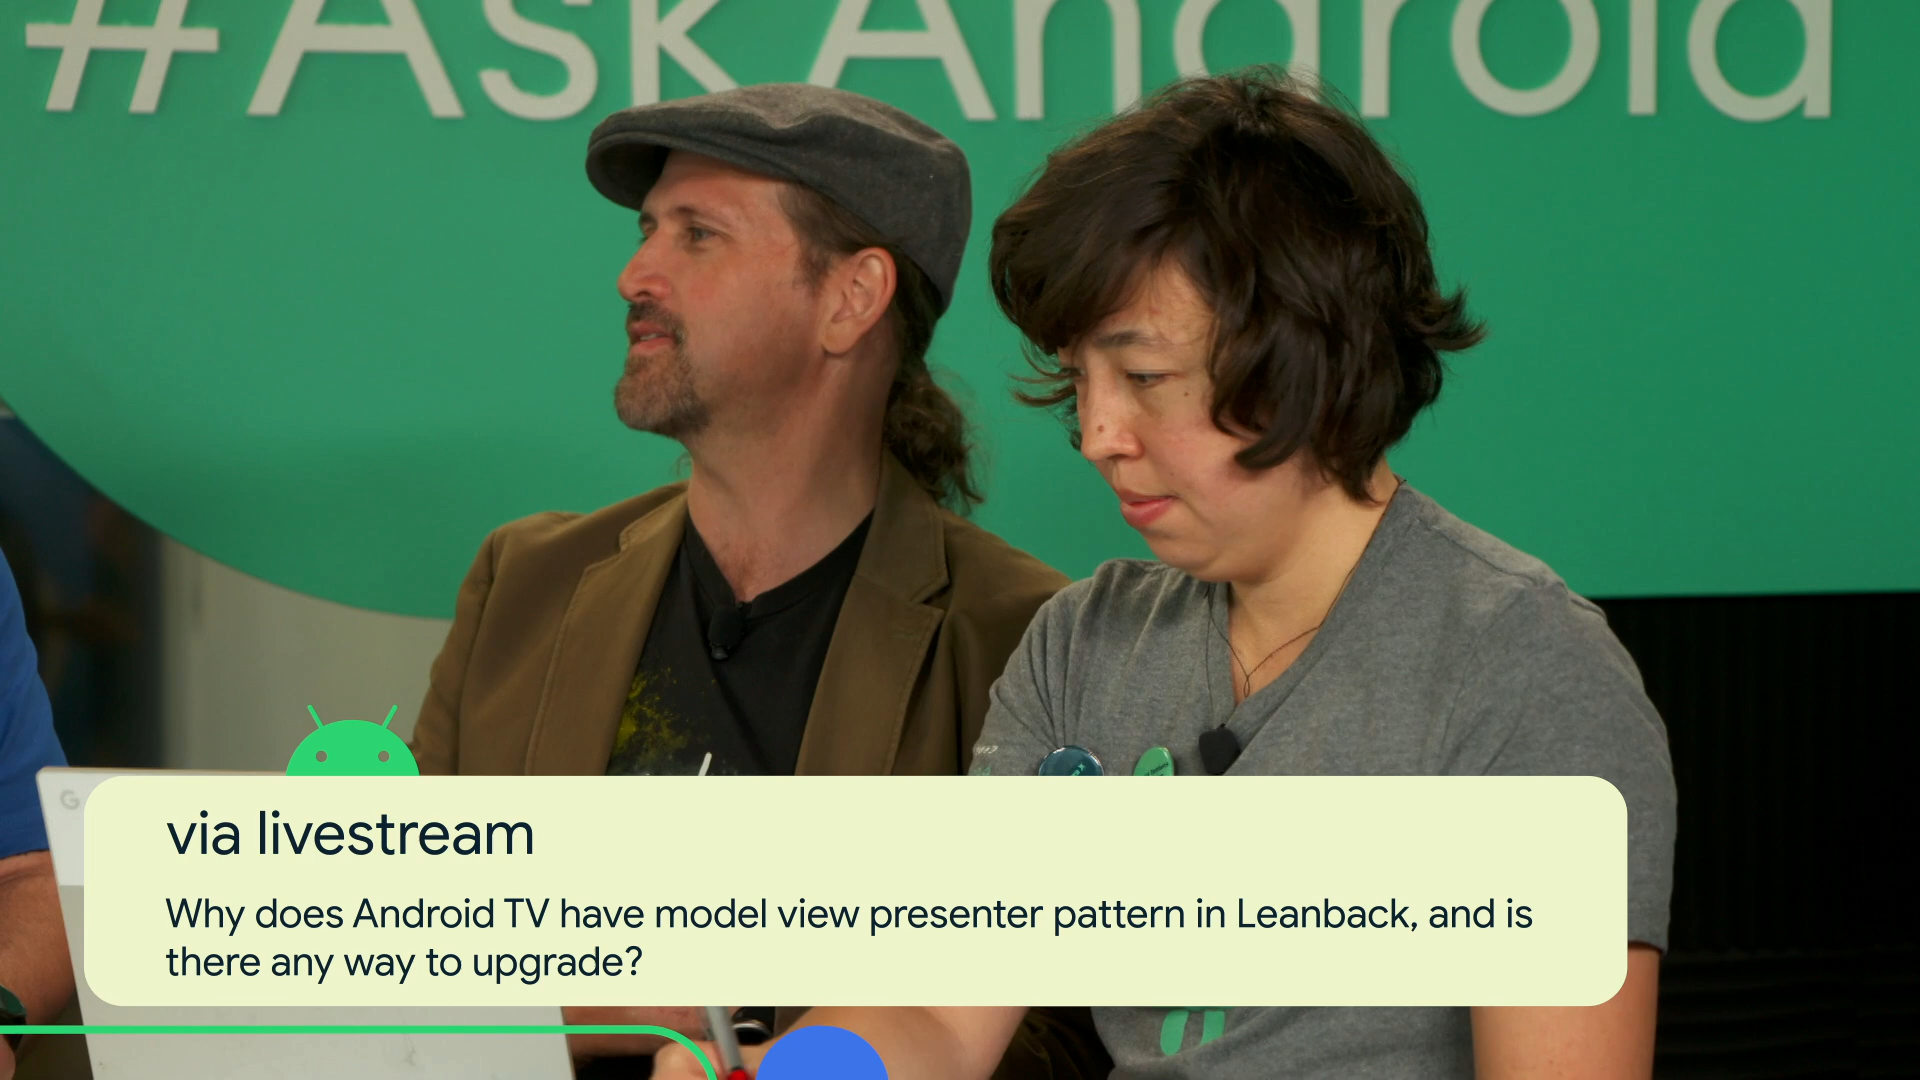 #AskAndroid
G
via livestream
Why does Android TV have model view presenter pattern in Leanback, and is
there any way to upgrade?